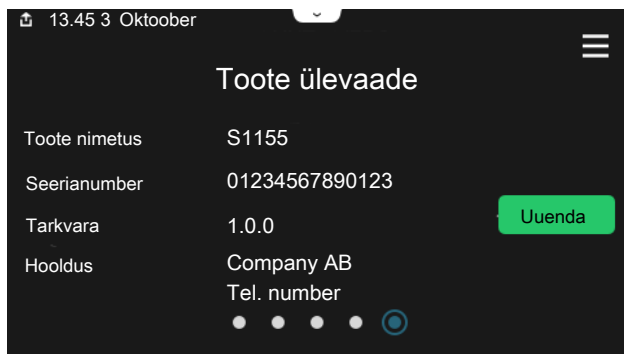 13.45 3 Oktoober
Toote ülevaade
Toote nimetus S1155
Seerianumber 01234567890123
Tarkvara 1.0.0 Uuenda
Hooldus Company AB
Tel. number